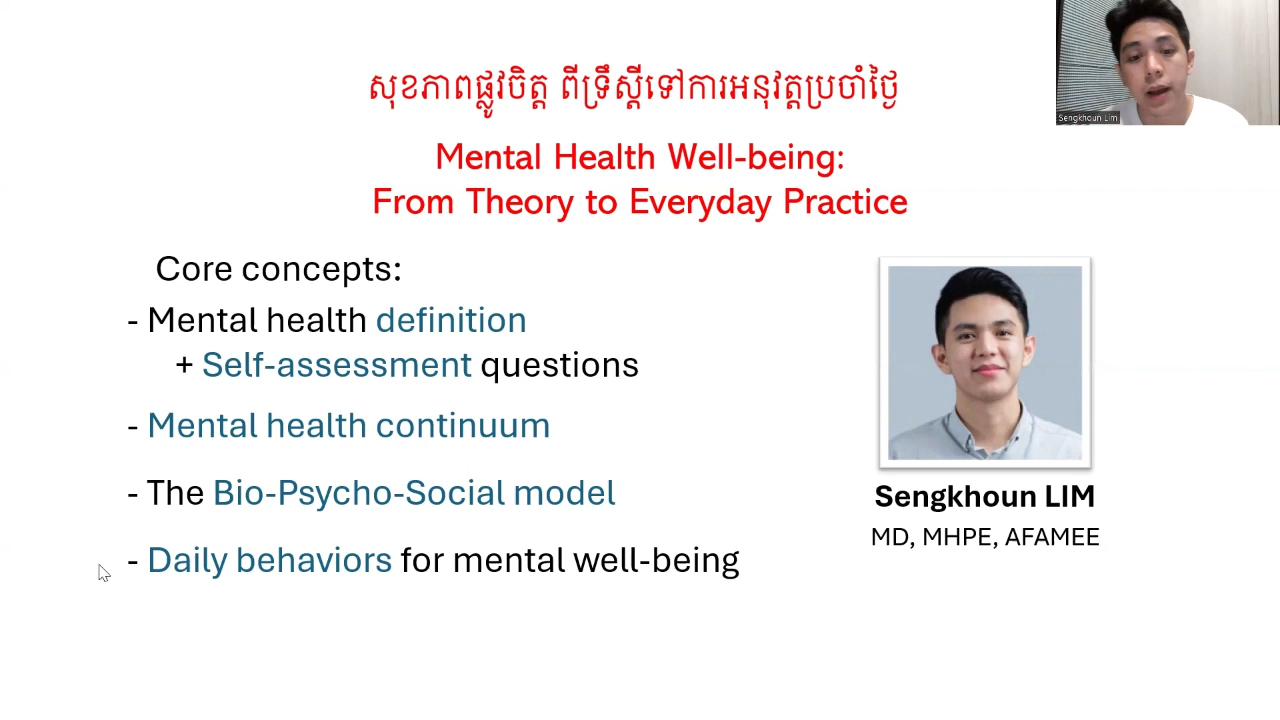 សុខភាពផ្លូវចិត្ត ពីទ្រឹស្តីទៅការអនុវត្តប្រចាំថ្ងៃ
Mental Health Well-being:
From Theory to Everyday Practice
Core concepts:
- Mental health definition
+ Self-assessment questions
- Mental health continuum
- The Bio-Psycho-Social model
- Daily behaviors for mental well-being
Sengkhoun LIM
MD, MHPE, AFAMEE
Sengkhoun Lim